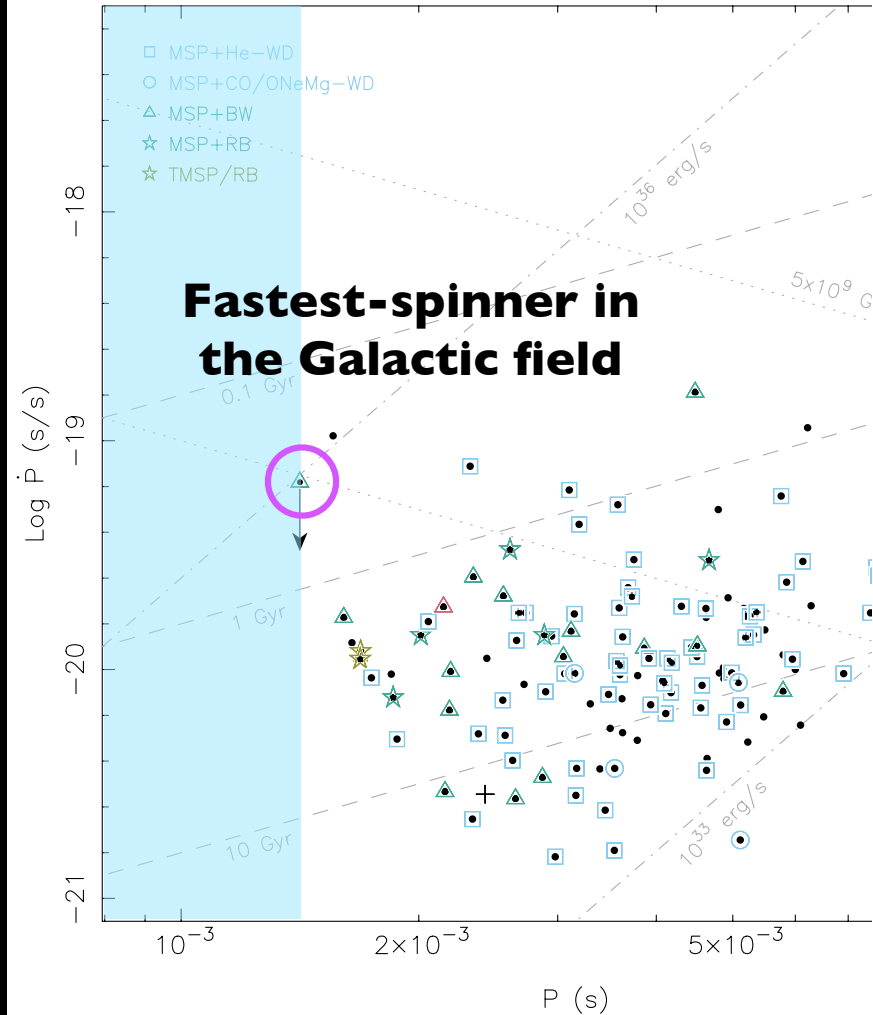 MSP+He-WD
MSP+CO/ONeMg-WD
MSP+BW
MSP+RB
TMSP/RB
10³⁶ erg/s
-18
5x10⁹ G
Fastest-spinner in
the Galactic field
0.1 Gyr
-19
Log Ṗ (s/s)
1 Gyr
-20
10³³ erg/s
10 Gyr
-21
10⁻³
2×10⁻³
5×10⁻³
P (s)